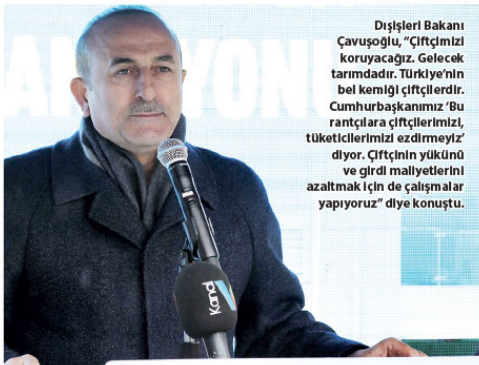 Dışişleri Bakanı
Çavuşoğlu, “Çiftçimizi
koruyacağız. Gelecek
tarımdadır. Türkiye’nin
bel kemiği çiftçilerdir.
Cumhurbaşkanımız ‘Bu
rantçılara çiftçilerimizi,
tüketicilerimizi ezdirmeyiz’
diyor. Çiftçinin yükünü
ve girdi maliyetlerini
azaltmak için de çalışmalar
yapıyoruz” diye konuştu.
YONU
Kanal
V